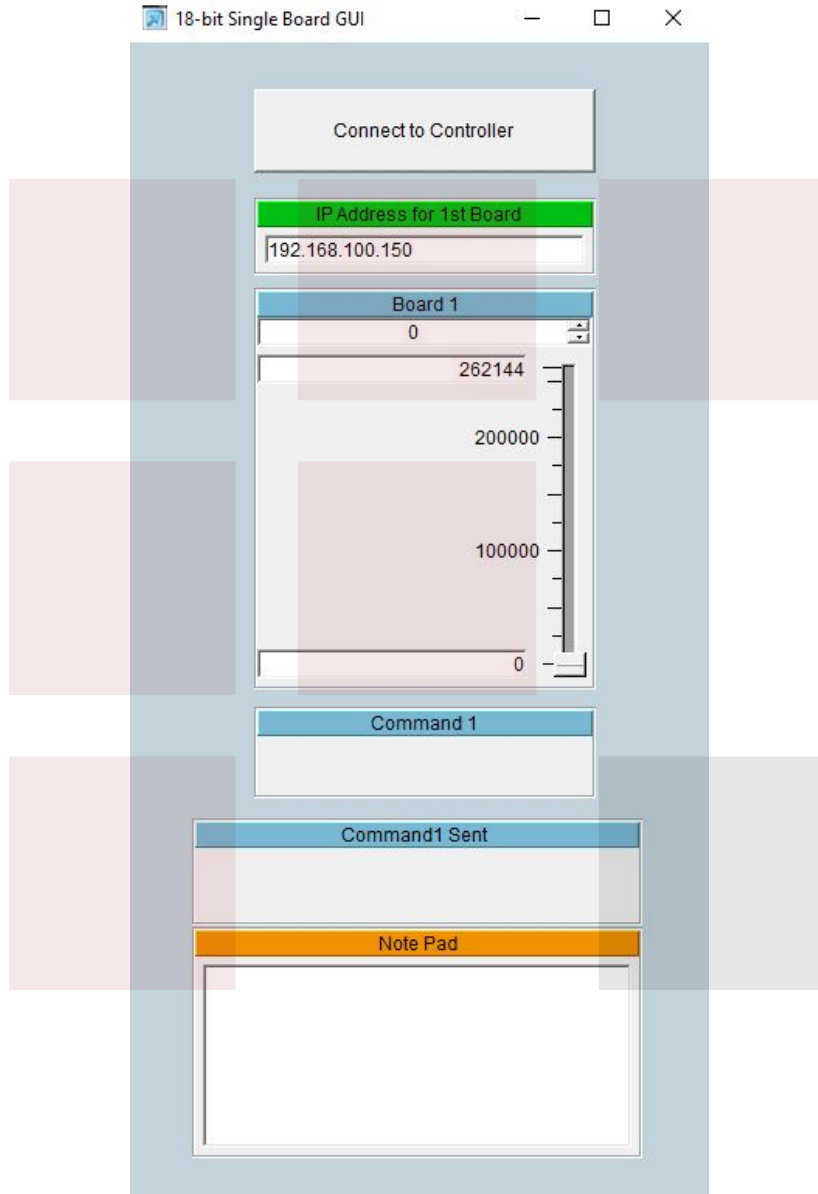 18-bit Single Board GUI
Connect to Controller
IP Address for 1st Board
192.168.100.150
Board 1
0
262144
200000
100000
0
Command 1
Command1 Sent
Note Pad